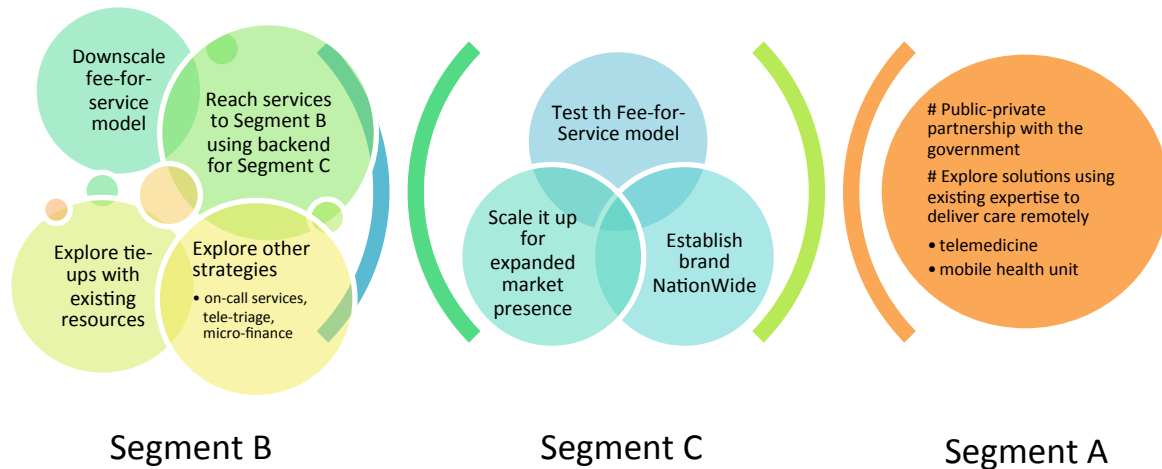 Downscale
fee-for-
service
model
Reach services
to Segment B
using backend
for Segment C
Explore tie-
ups with
existing
resources
Explore other
strategies
• on-call services,
tele-triage,
micro-finance
Segment B
Test th Fee-for-
Service model
Scale it up
for
expanded
market
presence
Establish
brand
NationWide
Segment C
# Public-private
partnership with the
government
# Explore solutions using
existing expertise to
deliver care remotely
• telemedicine
• mobile health unit
Segment A